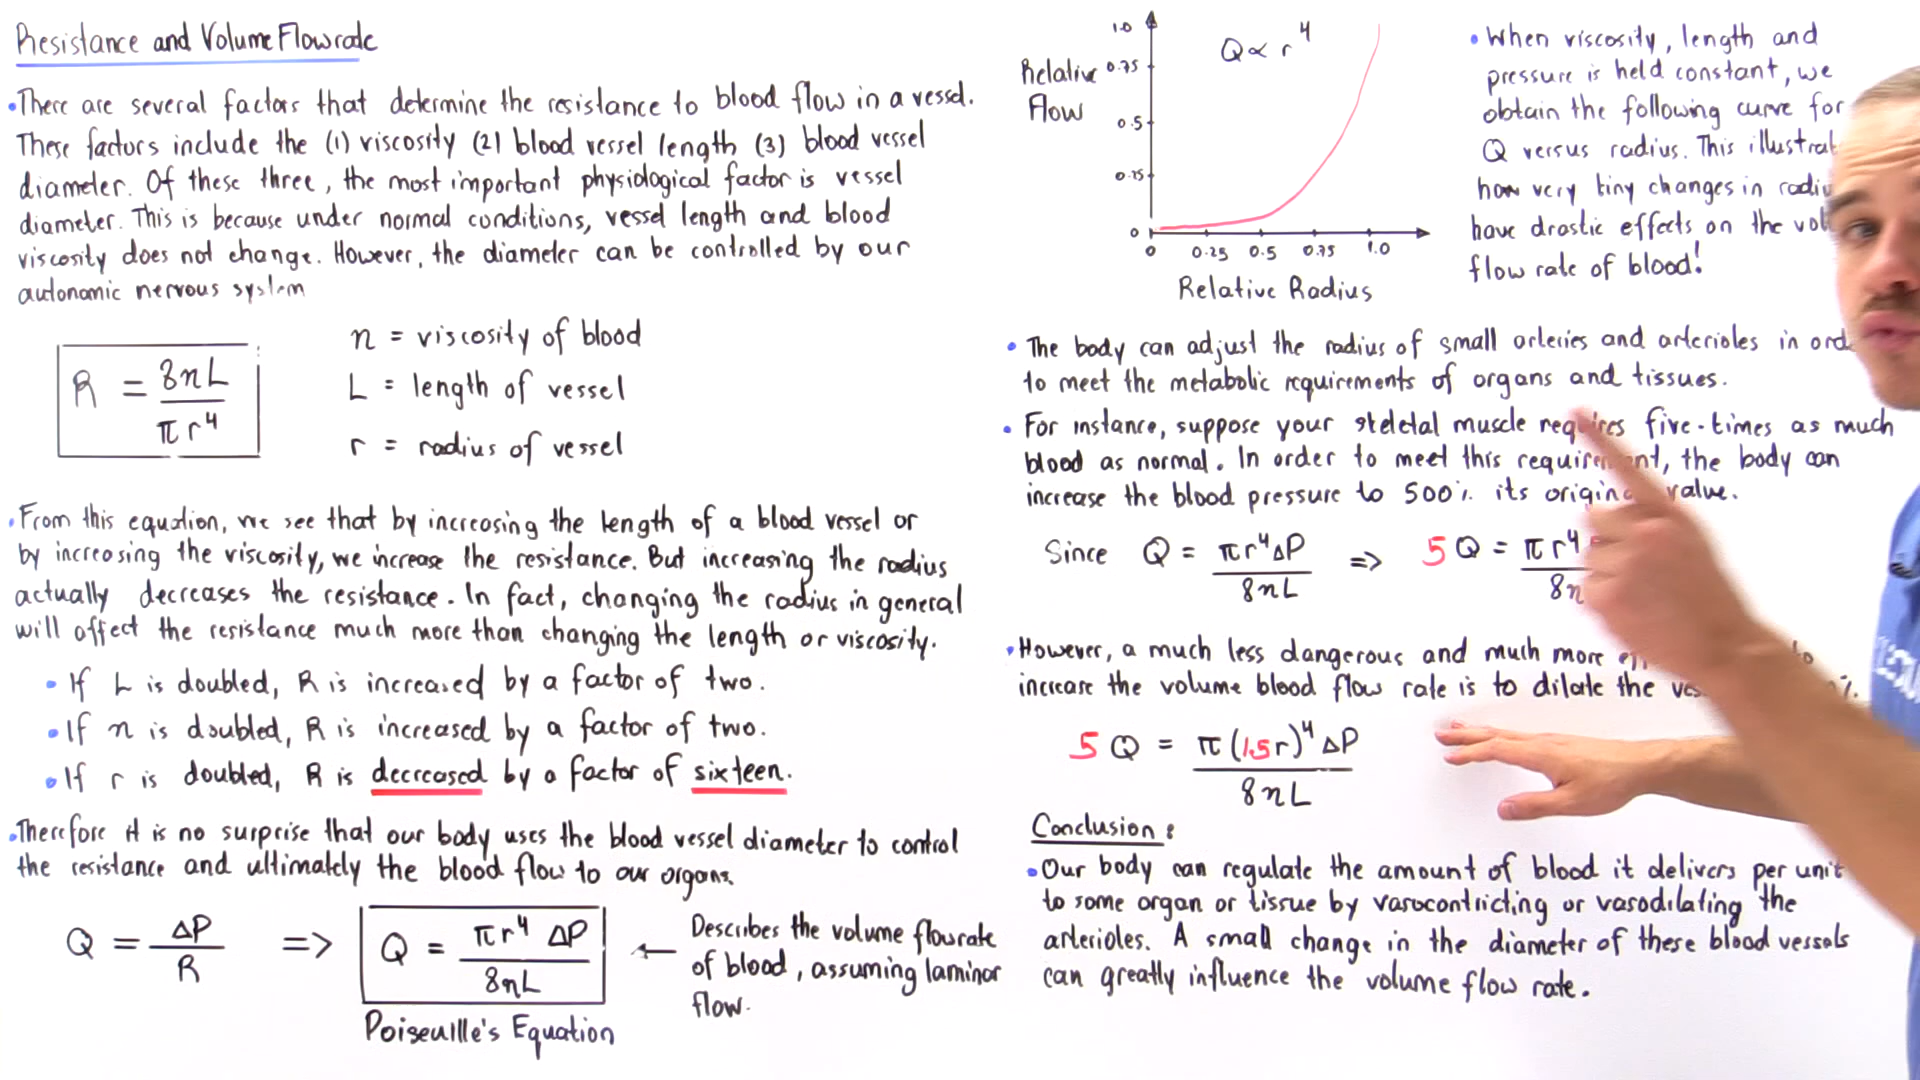 Resistance and Volume Flowrate
• There are several factors that determine the resistance to blood flow in a vessel.
These factors include the (1) viscosity (2) blood vessel length (3) blood vessel
diameter. Of these three, the most important physiological factor is vessel
diameter. This is because under normal conditions, vessel length and blood
viscosity does not change. However, the diameter can be controlled by our
autonomic nervous system
R = 8nL / πr⁴
n = viscosity of blood
L = length of vessel
r = radius of vessel
• From this equation, we see that by increasing the length of a blood vessel or
by increasing the viscosity, we increase the resistance. But increasing the radius
actually decreases the resistance. In fact, changing the radius in general
will affect the resistance much more than changing the length or viscosity.
• If L is doubled, R is increased by a factor of two.
• If n is doubled, R is increased by a factor of two.
• If r is doubled, R is decreased by a factor of sixteen.
• Therefore it is no surprise that our body uses the blood vessel diameter to control
the resistance and ultimately the blood flow to our organs.
Q = ΔP / R => Q = πr⁴ ΔP / 8nL
Poiseuille's Equation
← Describes the volume flowrate
of blood, assuming laminar
flow.
Relative
Flow
1.0
0.75
0.5
0.25
0
Q ∝ r⁴
0 0.25 0.5 0.75 1.0
Relative Radius
• When viscosity, length and
pressure is held constant, we
obtain the following curve for
Q versus radius. This
how very tiny changes in
have drastic effects on the
flow rate of blood!
• The body can adjust the radius of small arteries and arterioles in
to meet the metabolic requirements of organs and tissues.
• For instance, suppose your skeletal muscle requires five-times as much
blood as normal. In order to meet this requirement, the body can
increase the blood pressure to 500% its original value.
Since Q = πr⁴ΔP / 8nL => 5Q = πr⁴ / 8n
• However, a much less dangerous and much more to
increase the volume blood flow rate is to dilate the %.
5Q = π(1.5r)⁴ΔP / 8nL
Conclusion:
• Our body can regulate the amount of blood it delivers per unit
to some organ or tissue by vasocontricting or vasodilating the
arterioles. A small change in the diameter of these blood vessels
can greatly influence the volume flow rate.